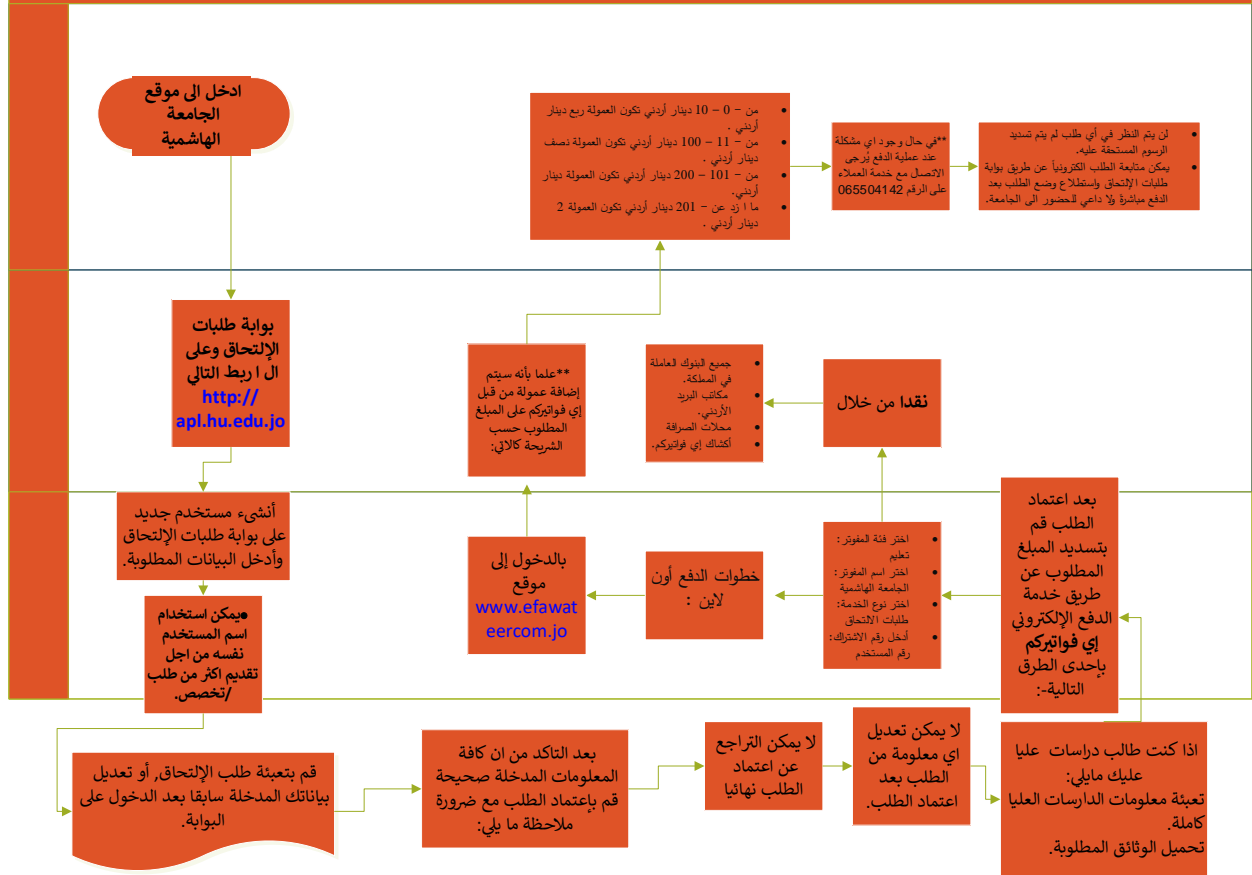 ادخل الى موقع
الجامعة
الهاشمية
بوابة طلبات
الإلتحاق وعلى
ال ا ربط التالي
http://
apl.hu.edu.jo
أنشىء مستخدم جديد
على بوابة طلبات الإلتحاق
وأدخل البيانات المطلوبة.
•يمكن استخدام
اسم المستخدم
نفسه من اجل
تقديم اكثر من طلب
/تخصص.
قم بتعبئة طلب الإلتحاق, أو تعديل
بياناتك المدخلة سابقا بعد الدخول على
البوابة.
بعد التاكد من ان كافة
المعلومات المدخلة صحيحة
قم بإعتماد الطلب مع ضرورة
ملاحظة ما يلي:
لا يمكن التراجع
عن اعتماد
الطلب نهائيا
لا يمكن تعديل
اي معلومة من
الطلب بعد
اعتماد الطلب.
اذا كنت طالب دراسات عليا
عليك مايلي:
تعبئة معلومات الدارسات العليا
كاملة.
تحميل الوثائق المطلوبة.
بعد اعتماد
الطلب قم
بتسديد المبلغ
المطلوب عن
طريق خدمة
الدفع الإلكتروني
إي فواتيركم
بإحدى الطرق
التالية-:
• اختر فئة المفوتر :
تعليم
• اختر اسم المفوتر :
الجامعة الهاشمية
• اختر نوع الخدمة:
طلبات الالتحاق
• أدخل رقم الاشتراك:
رقم المستخدم
نقدا من خلال
• جميع البنوك العاملة
في المملكة.
• مكاتب البريد
الأردني.
• محلات الصرافة
• أكشاك إي فواتيركم.
خطوات الدفع أون
لاين :
بالدخول إلى
موقع
www.efawat
eercom.jo
**علما بأنه سيتم
إضافة عمولة من قبل
إي فواتيركم على المبلغ
المطلوب حسب
الشريحة كالاتي:
• من – 0 – 10 دينار أردني تكون العمولة ربع دينار
أردني .
• من – 11 – 100 دينار أردني تكون العمولة نصف
دينار أردني .
• من – 101 – 200 دينار أردني تكون العمولة دينار
أردني.
• ما ا زد عن – 201 دينار أردني تكون العمولة 2
دينار أردني .
**في حال وجود اي مشكلة
عند عملية الدفع يُرجى
الاتصال مع خدمة العملاء
على الرقم 065504142
• لن يتم النظر في أي طلب لم يتم تسديد
الرسوم المستحقة عليه.
• يمكن متابعة الطلب الكترونياً عن طريق بوابة
طلبات الإلتحاق واستطلاع وضع الطلب بعد
الدفع مباشرة ولا داعي للحضور الى الجامعة.